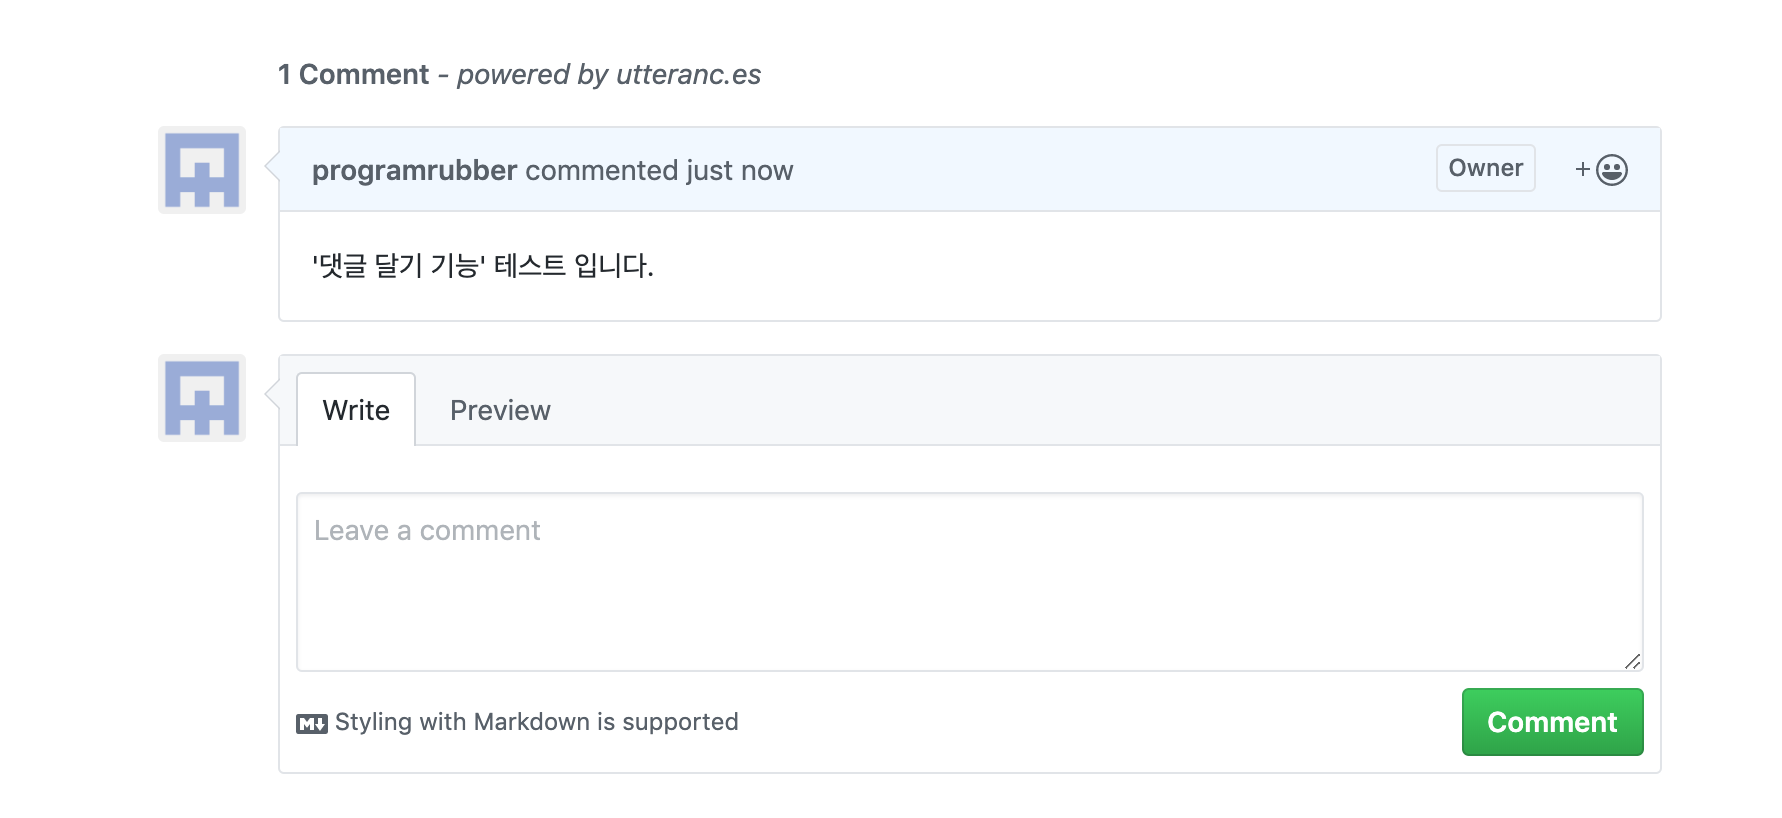 1 Comment - powered by utteranc.es
programrubber commented just now
Owner
'댓글 달기 기능' 테스트 입니다.
Write
Preview
Leave a comment
M Styling with Markdown is supported
Comment